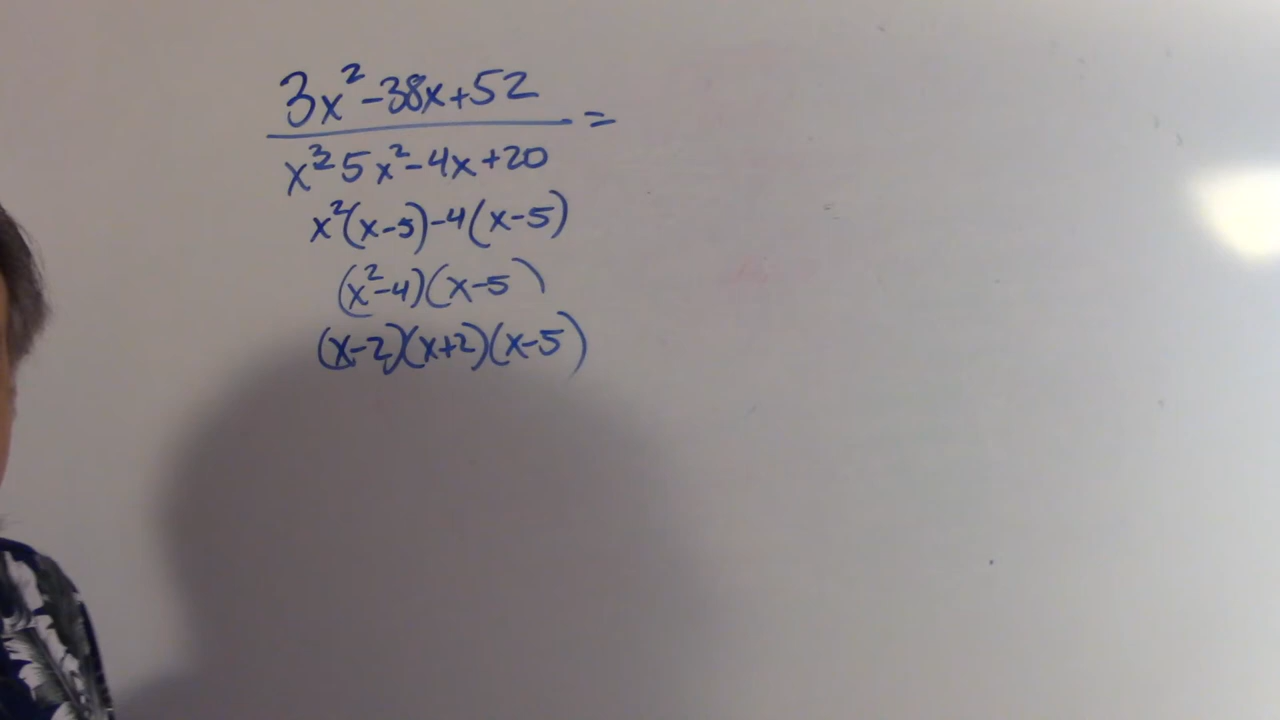 3x²-38x+52
=
x³-5x²-4x+20
x²(x-5)-4(x-5)
(x²-4)(x-5)
(x-2)(x+2)(x-5)